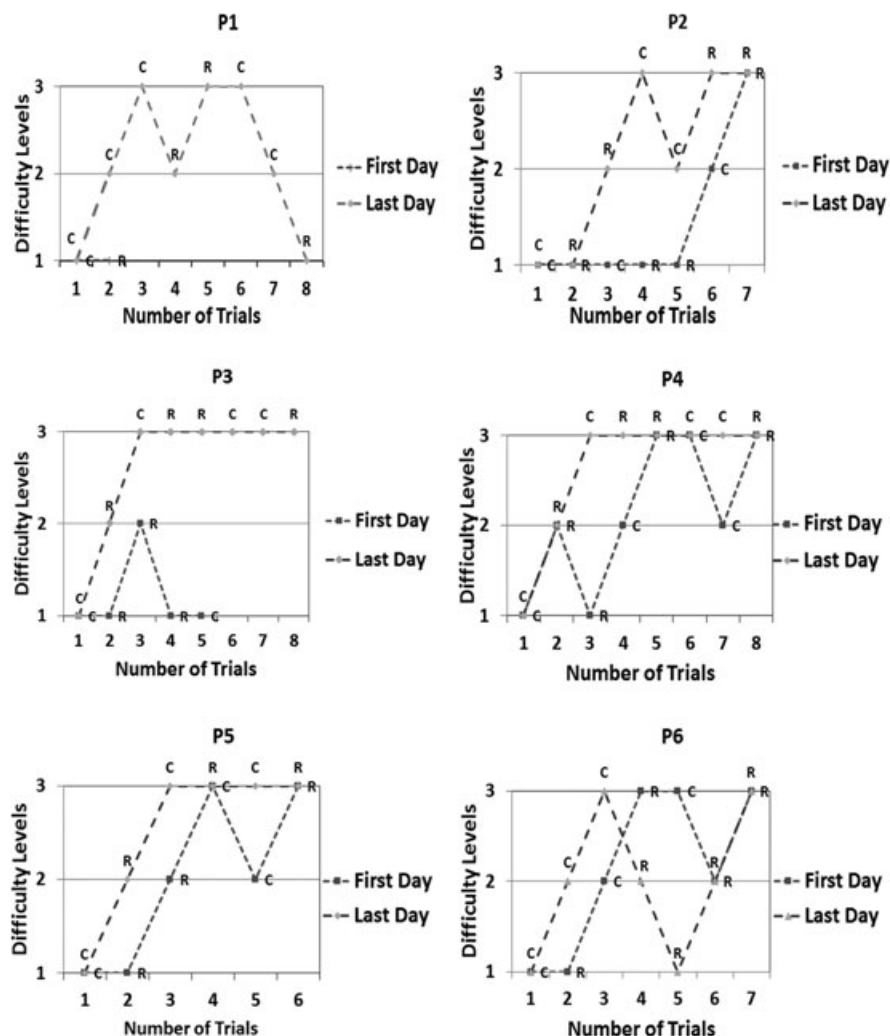 P1
3
2
1
Difficulty Levels
C C C R R C C R
C R
1 2 3 4 5 6 7 8
Number of Trials
First Day
Last Day
P2
3
2
1
Difficulty Levels
C R R C C R R
C R C R R C R
1 2 3 4 5 6 7
Number of Trials
First Day
Last Day
P3
3
2
1
Difficulty Levels
C R C R R C C R
C R R R C
1 2 3 4 5 6 7 8
Number of Trials
First Day
Last Day
P4
3
2
1
Difficulty Levels
C R C R R C C R
C R R C R C C R
1 2 3 4 5 6 7 8
Number of Trials
First Day
Last Day
P5
3
2
1
Difficulty Levels
C R C R C R
C R R C C R
1 2 3 4 5 6
Number of Trials
First Day
Last Day
P6
3
2
1
Difficulty Levels
C C C R R R R
C R C R C R R
1 2 3 4 5 6 7
Number of Trials
First Day
Last Day